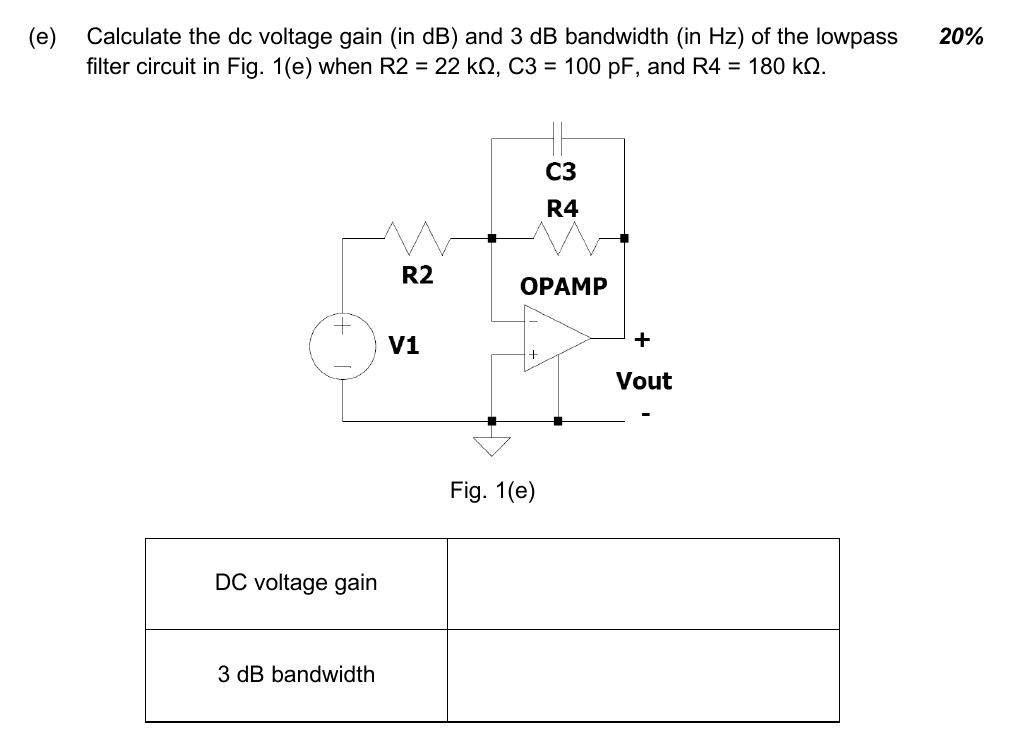 (e) Calculate the dc voltage gain (in dB) and 3 dB bandwidth (in Hz) of the lowpass 20%
filter circuit in Fig. 1(e) when R2 = 22 kΩ, C3 = 100 pF, and R4 = 180 kΩ.
C3
R4
R2
OPAMP
+
−
V1
−
+
+
Vout
-
Fig. 1(e)
DC voltage gain
3 dB bandwidth